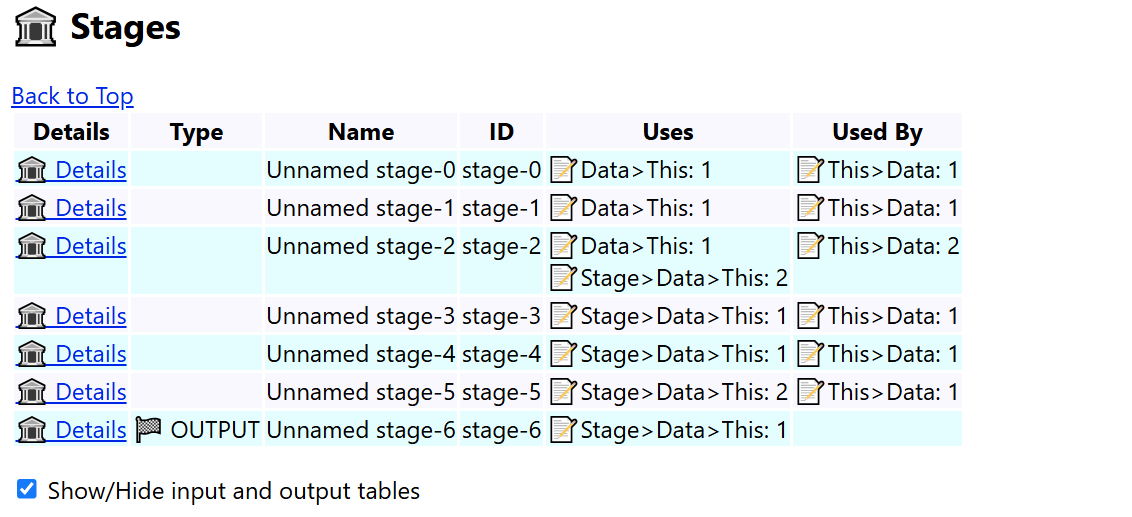 Stages
Back to Top
Details Type Name ID Uses Used By
Details Unnamed stage-0 stage-0 Data>This: 1 This>Data: 1
Details Unnamed stage-1 stage-1 Data>This: 1 This>Data: 1
Details Unnamed stage-2 stage-2 Data>This: 1 This>Data: 2
Stage>Data>This: 2
Details Unnamed stage-3 stage-3 Stage>Data>This: 1 This>Data: 1
Details Unnamed stage-4 stage-4 Stage>Data>This: 1 This>Data: 1
Details Unnamed stage-5 stage-5 Stage>Data>This: 2 This>Data: 1
Details OUTPUT Unnamed stage-6 stage-6 Stage>Data>This: 1
Show/Hide input and output tables